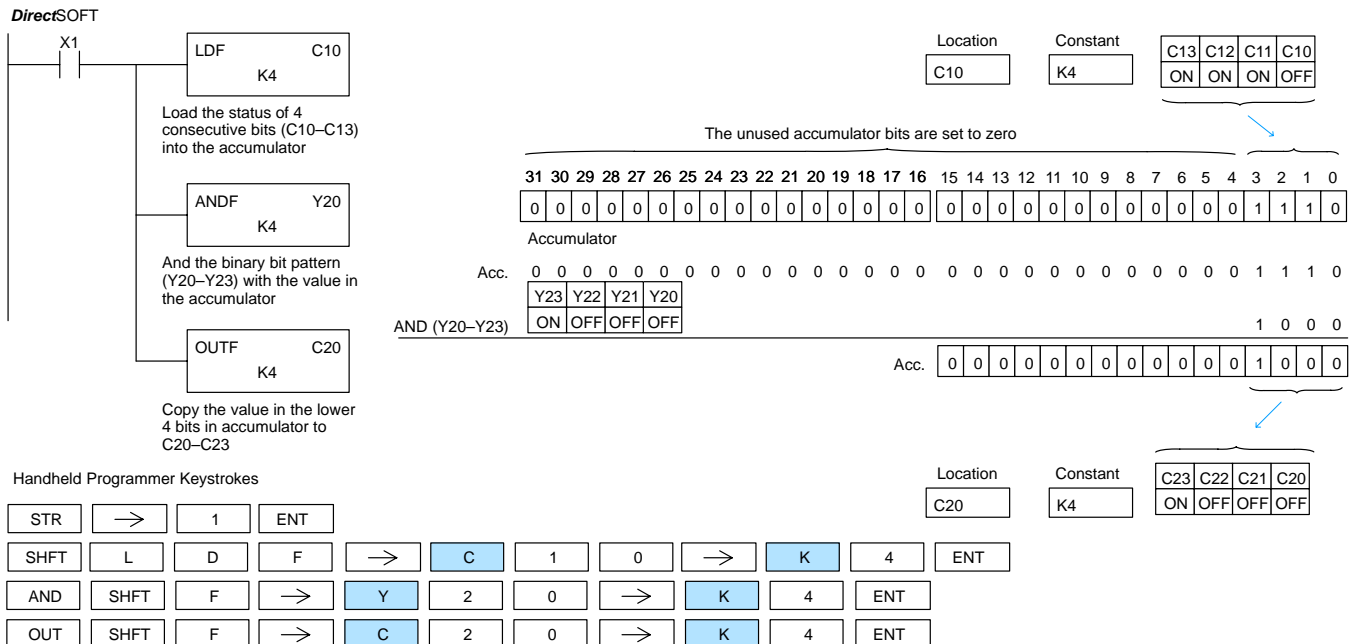 DirectSOFT
X1
LDF C10
K4
Load the status of 4
consecutive bits (C10–C13)
into the accumulator
ANDF Y20
K4
And the binary bit pattern
(Y20–Y23) with the value in
the accumulator
OUTF C20
K4
Copy the value in the lower
4 bits in accumulator to
C20–C23
Location Constant
C10 K4
C13 C12 C11 C10
ON ON ON OFF
The unused accumulator bits are set to zero
31 30 29 28 27 26 25 24 23 22 21 20 19 18 17 16 15 14 13 12 11 10 9 8 7 6 5 4 3 2 1 0
0 0 0 0 0 0 0 0 0 0 0 0 0 0 0 0 0 0 0 0 0 0 0 0 0 0 0 0 1 1 1 0
Accumulator
Acc. 0 0 0 0 0 0 0 0 0 0 0 0 0 0 0 0 0 0 0 0 0 0 0 0 0 0 0 0 1 1 1 0
Y23 Y22 Y21 Y20
ON OFF OFF OFF
AND (Y20–Y23) 1 0 0 0
Acc. 0 0 0 0 0 0 0 0 0 0 0 0 1 0 0 0
Location Constant
C20 K4
C23 C22 C21 C20
ON OFF OFF OFF
Handheld Programmer Keystrokes
STR → 1 ENT
SHFT L D F → C 1 0 → K 4 ENT
AND SHFT F → Y 2 0 → K 4 ENT
OUT SHFT F → C 2 0 → K 4 ENT